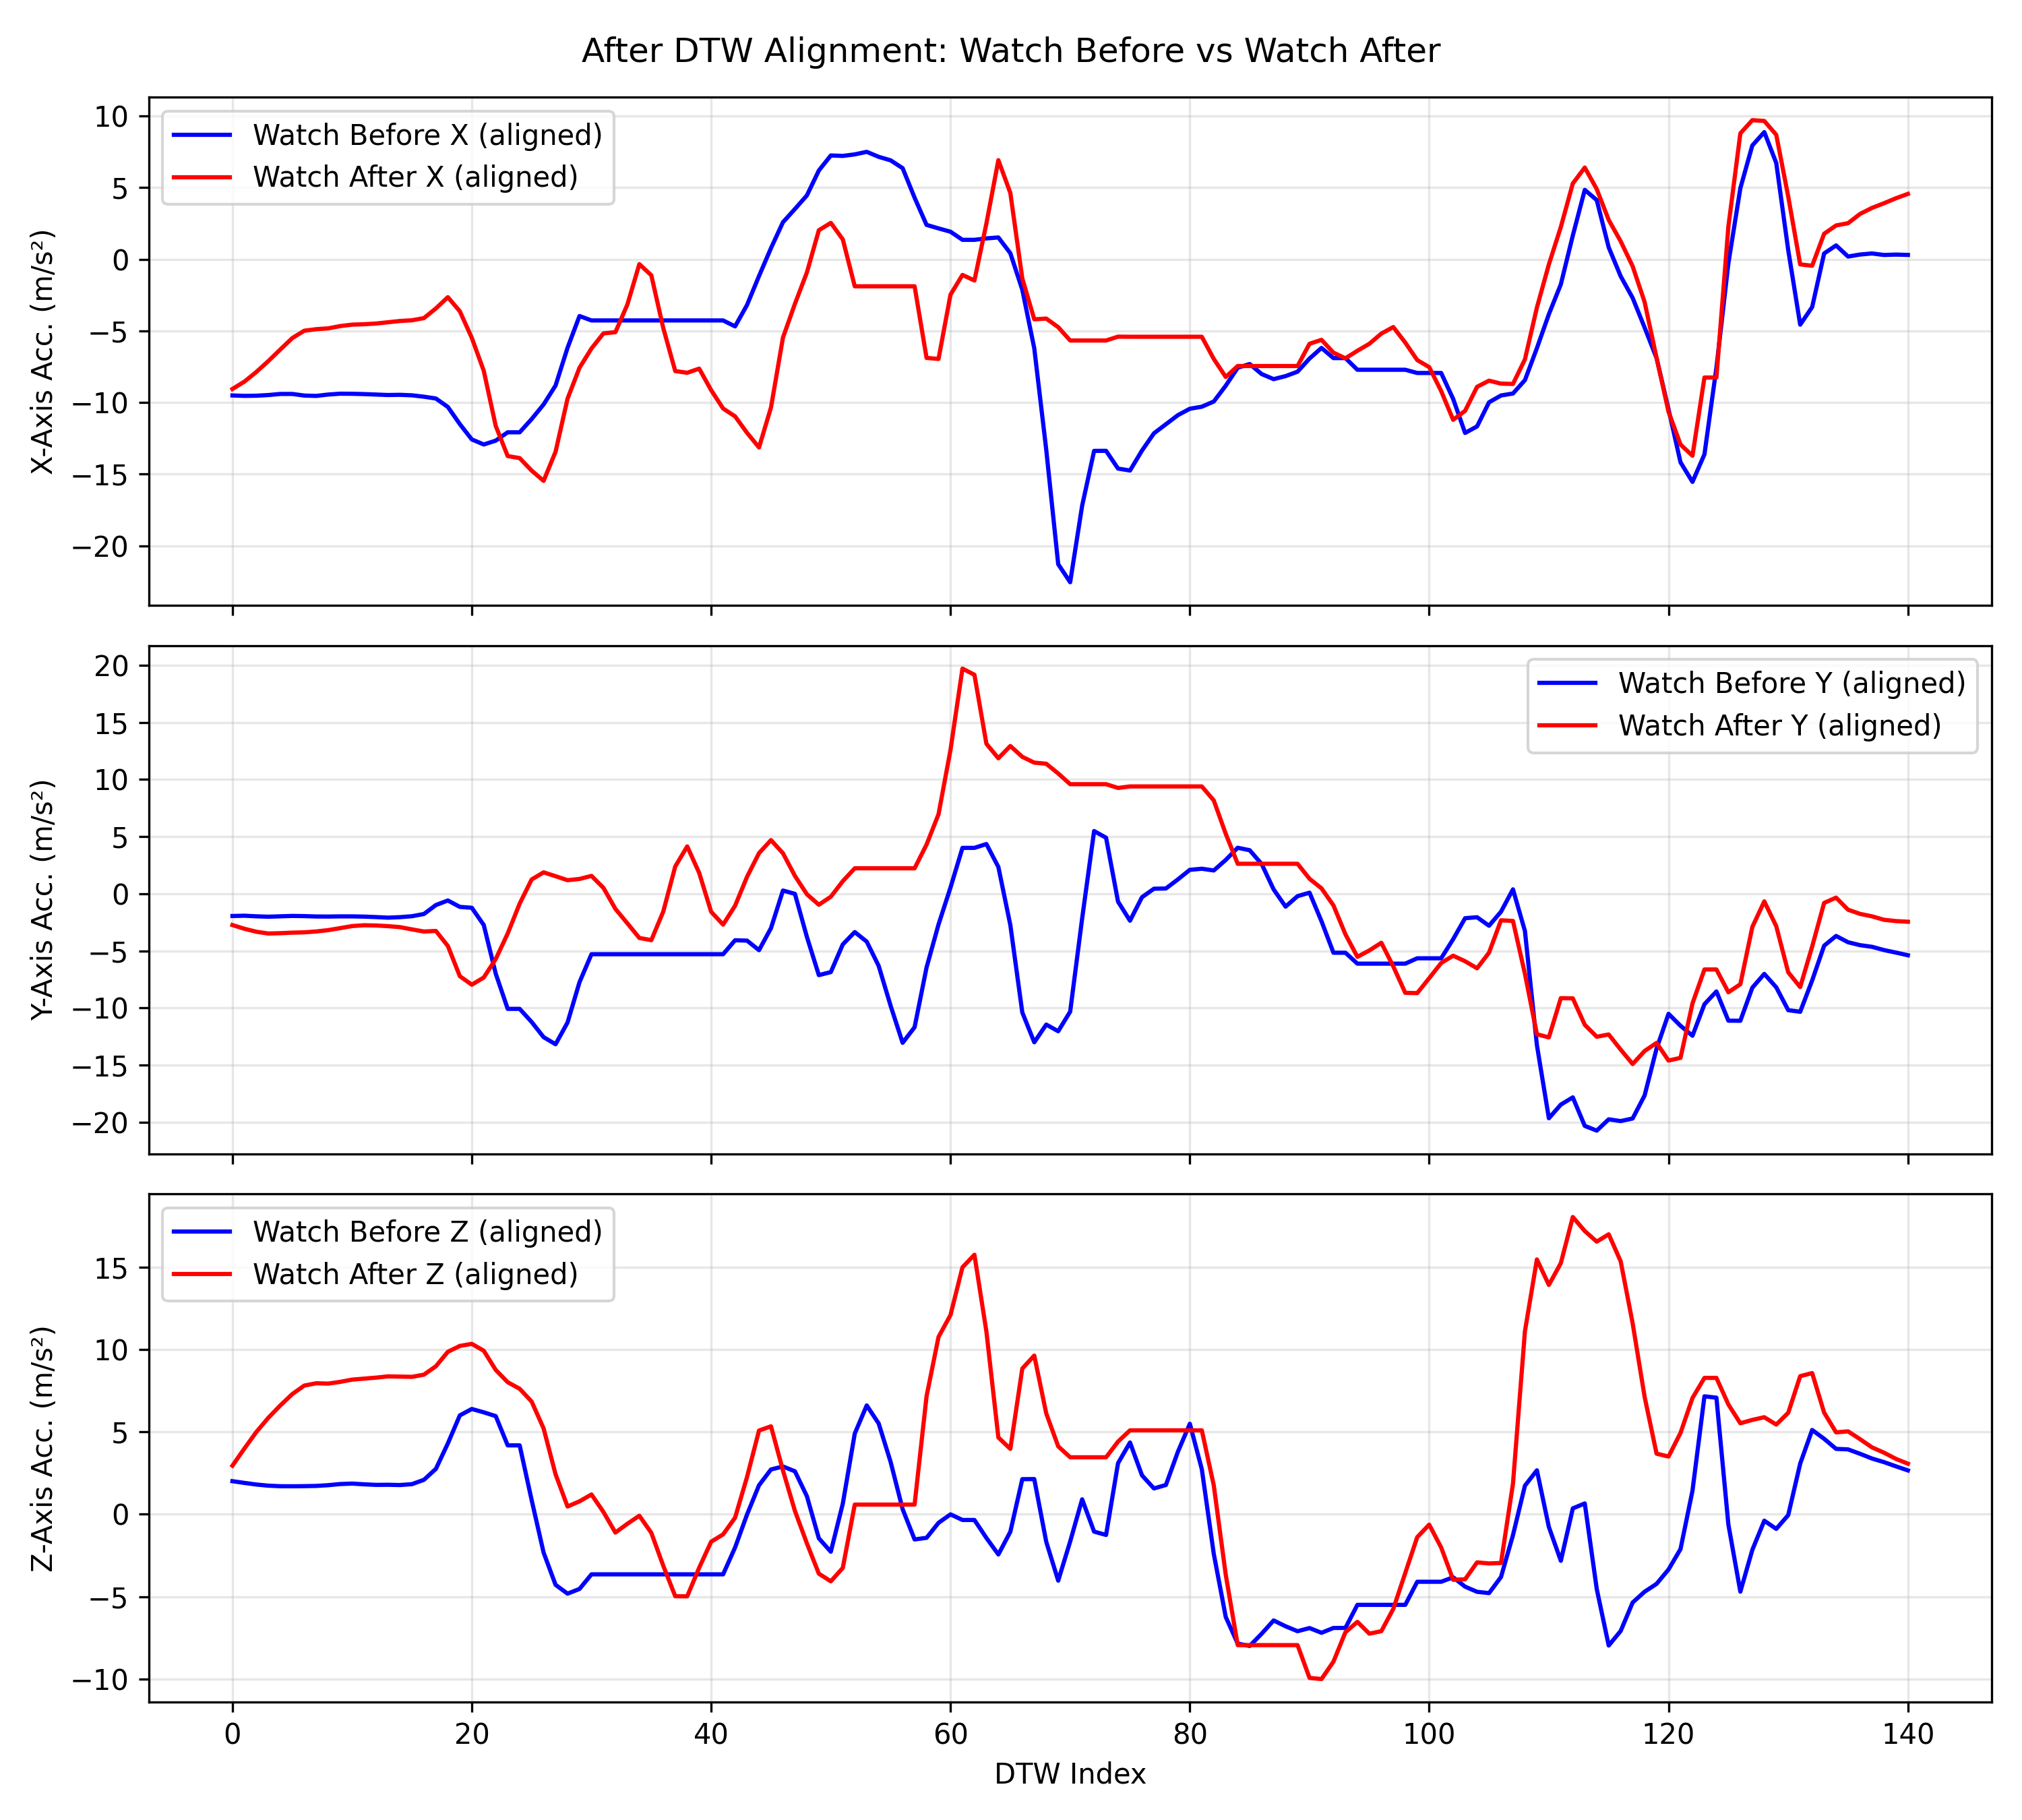 After DTW Alignment: Watch Before vs Watch After
10
5
0
−5
−10
−15
−20
X-Axis Acc. (m/s²)
Watch Before X (aligned)
Watch After X (aligned)
20
15
10
5
0
−5
−10
−15
−20
Y-Axis Acc. (m/s²)
Watch Before Y (aligned)
Watch After Y (aligned)
15
10
5
0
−5
−10
Z-Axis Acc. (m/s²)
Watch Before Z (aligned)
Watch After Z (aligned)
0 20 40 60 80 100 120 140
DTW Index